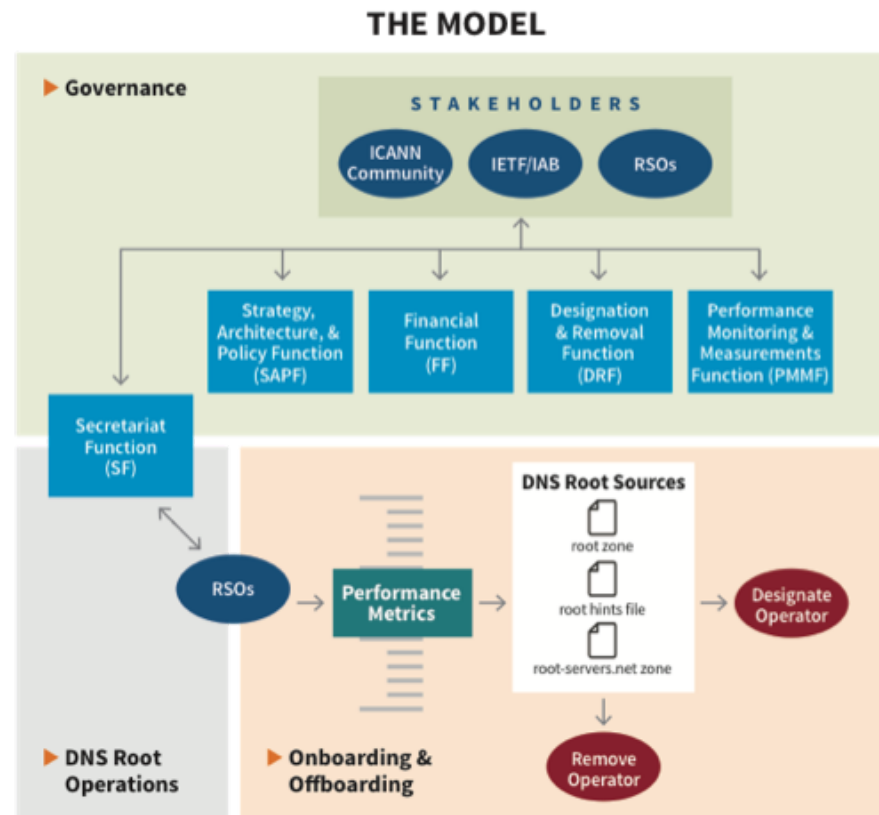 THE MODEL
Governance
STAKEHOLDERS
ICANN
Community
IETF/IAB
RSOs
Strategy,
Architecture, &
Policy Function
(SAPF)
Financial
Function
(FF)
Designation
& Removal
Function
(DRF)
Performance
Monitoring &
Measurements
Function (PMMF)
Secretariat
Function
(SF)
RSOs
Performance
Metrics
DNS Root Sources
root zone
root hints file
root-servers.net zone
Designate
Operator
Remove
Operator
DNS Root
Operations
Onboarding &
Offboarding